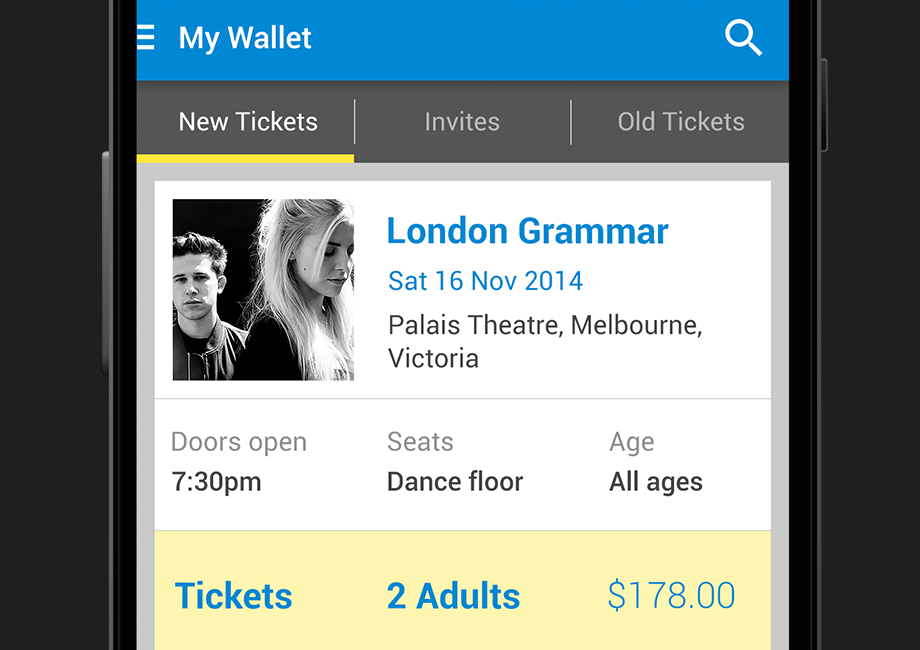 My Wallet
New Tickets
Invites
Old Tickets
London Grammar
Sat 16 Nov 2014
Palais Theatre, Melbourne,
Victoria
Doors open
Seats
Age
7:30pm
Dance floor
All ages
Tickets
2 Adults
$178.00